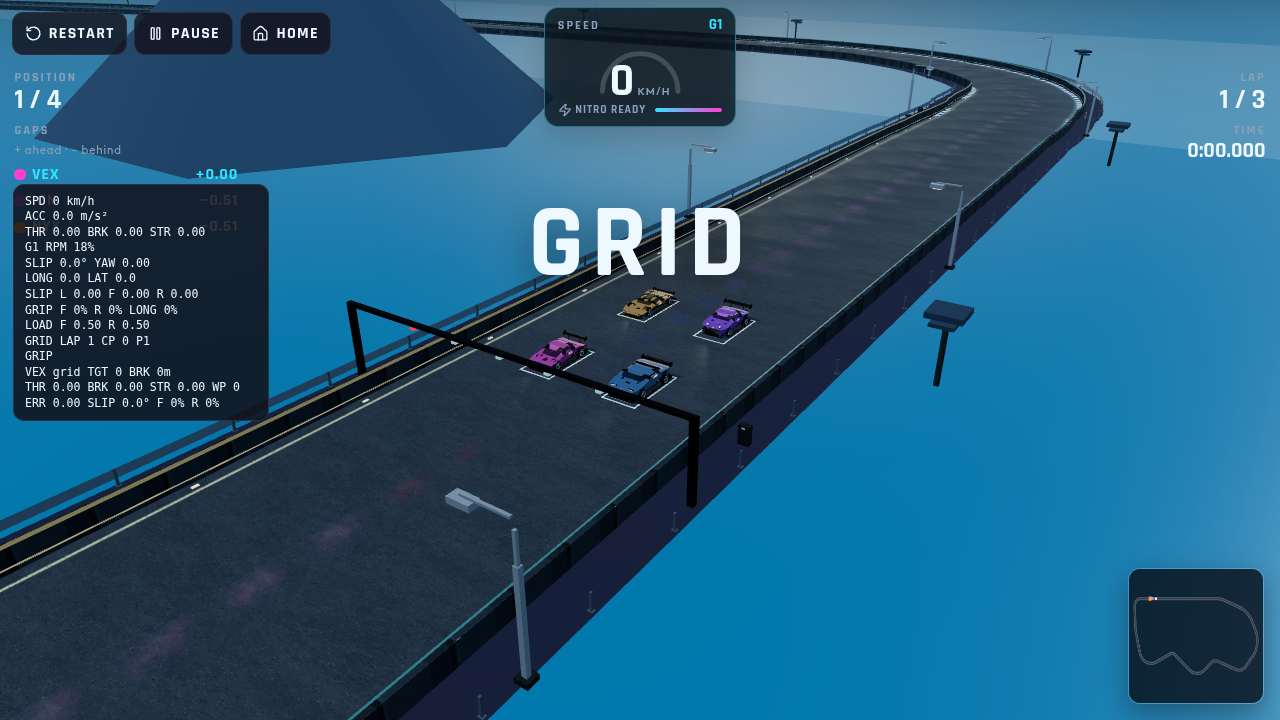 RESTART
PAUSE
HOME
SPEED
G1
0 KM/H
NITRO READY
POSITION
1 / 4
GAPS
+ ahead · − behind
VEX
+0.00
−0.51
0.51
LAP
1 / 3
TIME
0:00.000
SPD 0 km/h
ACC 0.0 m/s²
THR 0.00 BRK 0.00 STR 0.00
G1 RPM 18%
SLIP 0.0° YAW 0.00
LONG 0.0 LAT 0.0
SLIP L 0.00 F 0.00 R 0.00
GRIP F 0% R 0% LONG 0%
LOAD F 0.50 R 0.50
GRID LAP 1 CP 0 P1
GRIP
VEX grid TGT 0 BRK 0m
THR 0.00 BRK 0.00 STR 0.00 WP 0
ERR 0.00 SLIP 0.0° F 0% R 0%
GRID